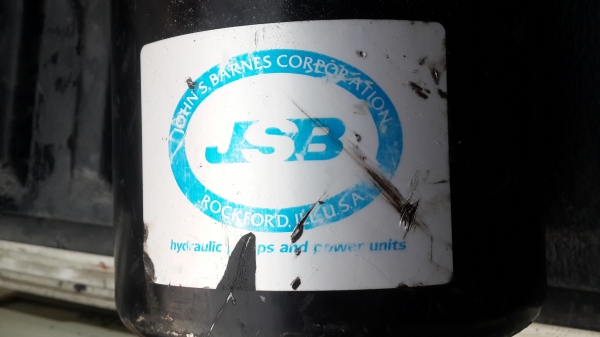 JOHN S. BARNES CORPORATION
JSB
ROCKFORD, ILL. U.S.A.
hydraulic and power units